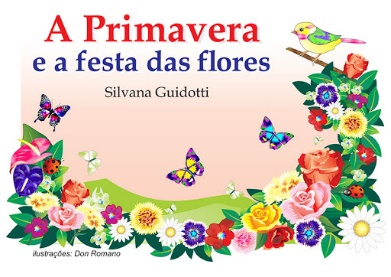 A Primavera
e a festa das flores
Silvana Guidotti
ilustrações: Don Romano